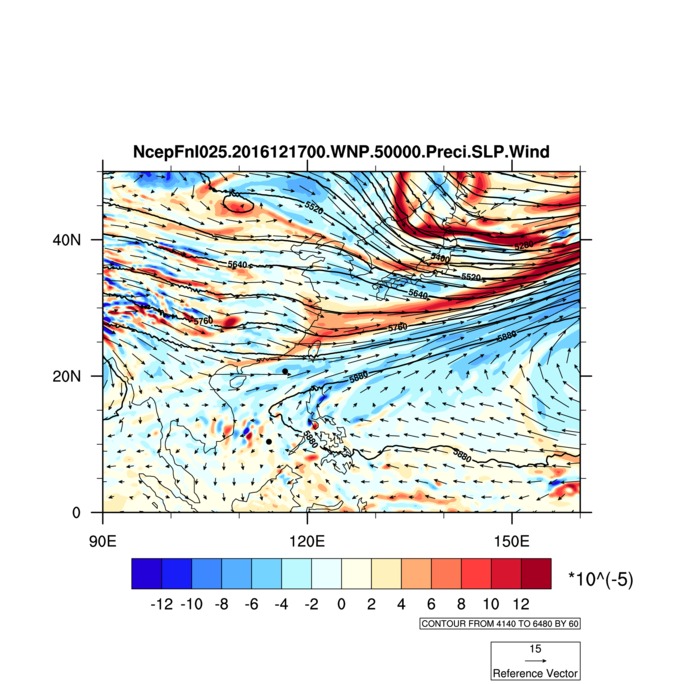 NcepFnl025.2016121700.WNP.50000.Preci.SLP.Wind
5520
40N
5260
5400
5640
5520
5640
5760
5760
5880
20N
5880
5880
5880
0
90E 120E 150E
-12 -10 -8 -6 -4 -2 0 2 4 6 8 10 12
*10^(-5)
CONTOUR FROM 4140 TO 6480 BY 60
15
Reference Vector